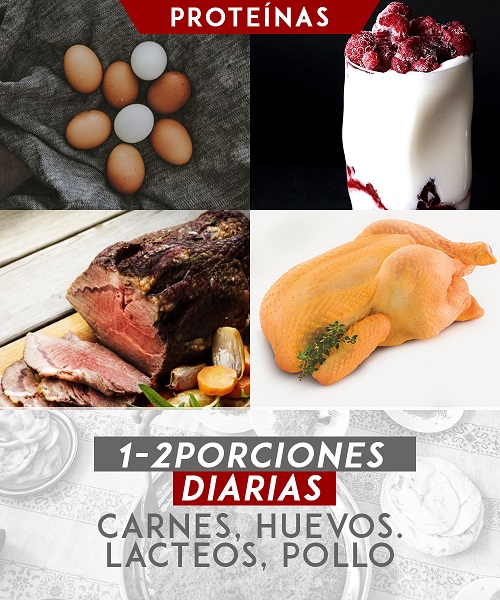 PROTEÍNAS
1-2PORCIONES
DIARIAS
CARNES, HUEVOS.
LACTEOS, POLLO